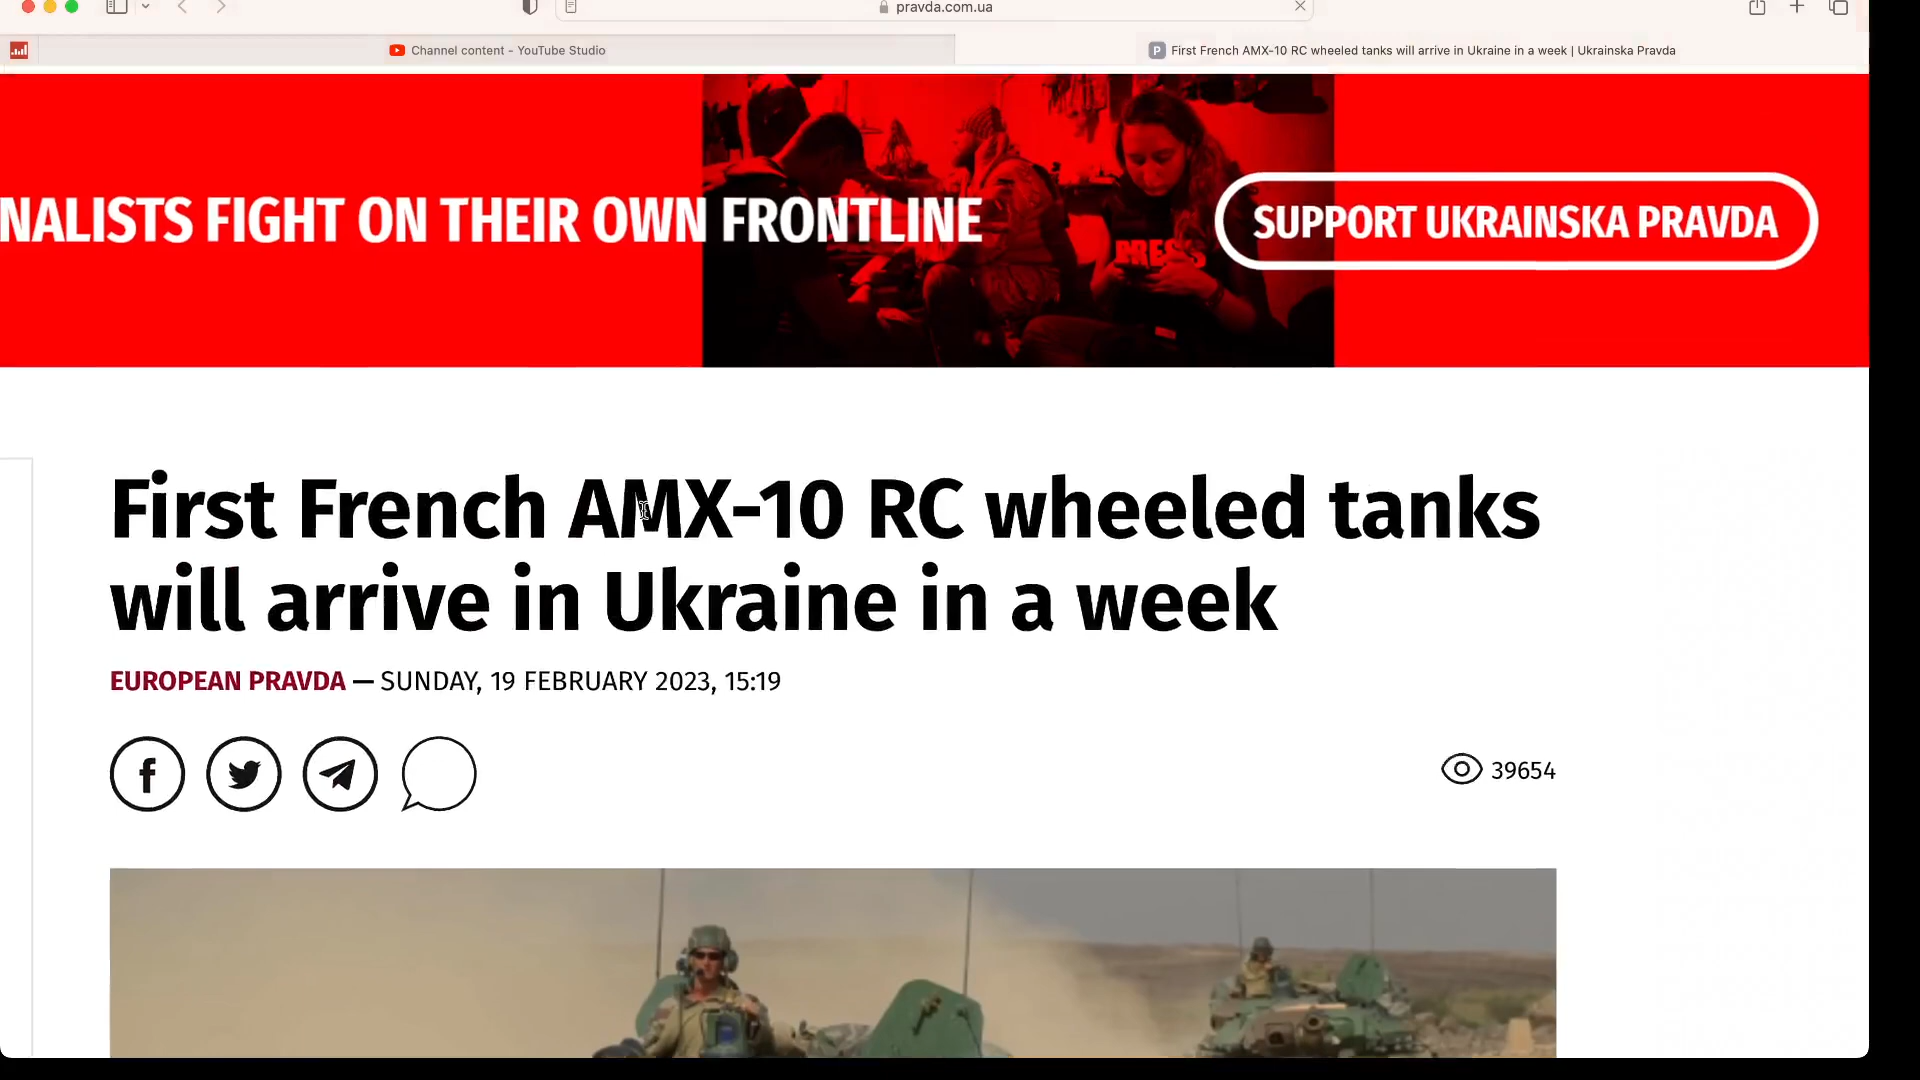 pravda.com.ua
Channel content - YouTube Studio
First French AMX-10 RC wheeled tanks will arrive in Ukraine in a week | Ukrainska Pravda
NALISTS FIGHT ON THEIR OWN FRONTLINE
PRESS
SUPPORT UKRAINSKA PRAVDA
First French AMX-10 RC wheeled tanks
will arrive in Ukraine in a week
EUROPEAN PRAVDA — SUNDAY, 19 FEBRUARY 2023, 15:19
39654